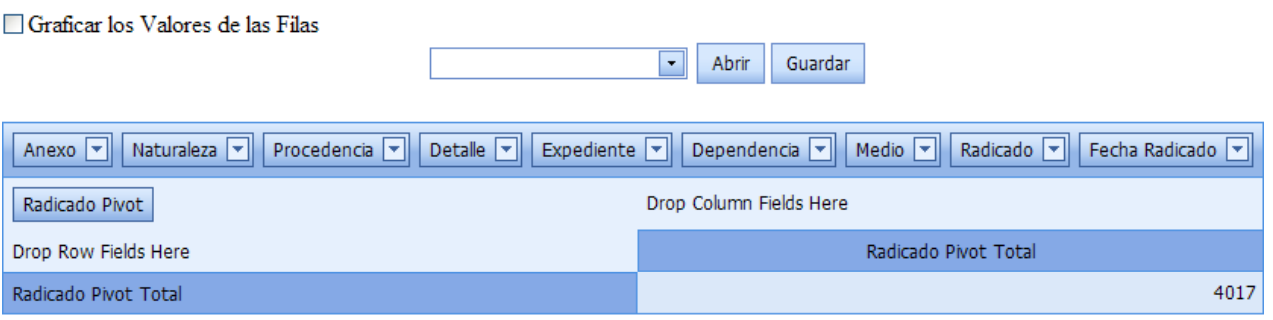 Graficar los Valores de las Filas
Abrir Guardar
Anexo Naturaleza Procedencia Detalle Expediente Dependencia Medio Radicado Fecha Radicado
Radicado Pivot Drop Column Fields Here
Drop Row Fields Here Radicado Pivot Total
Radicado Pivot Total 4017